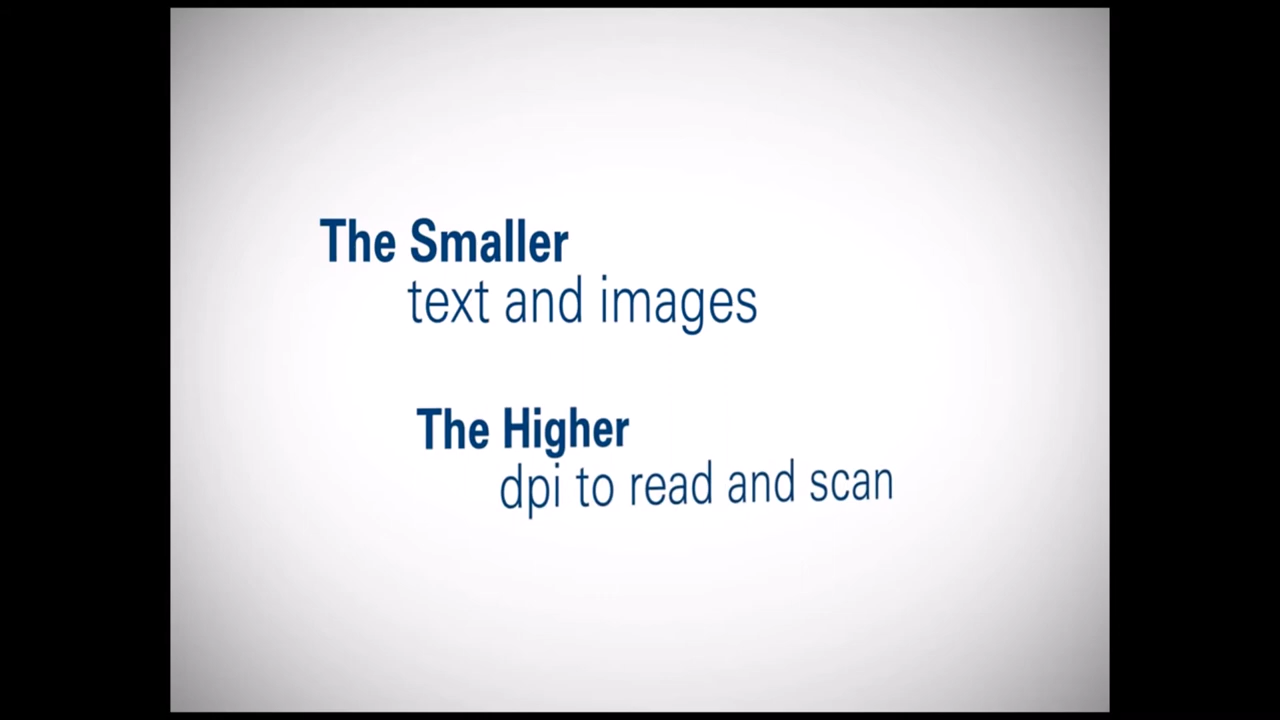 The Smaller
text and images
The Higher
dpi to read and scan